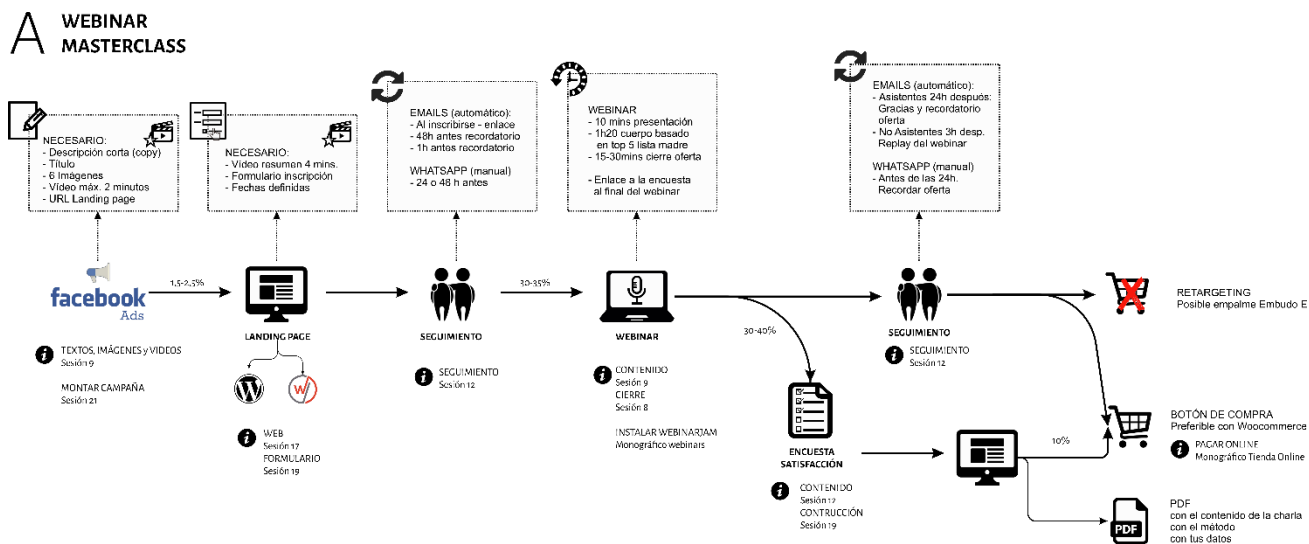 A WEBINAR
MASTERCLASS
NECESARIO:
- Descripción corta (copy)
- Título
- 6 Imágenes
- Vídeo máx. 2 minutos
- URL Landing page
NECESARIO:
- Vídeo resumen 4 mins.
- Formulario inscripción
- Fechas definidas
EMAILS (automático):
- Al inscribirse - enlace
- 48h antes recordatorio
- 1h antes recordatorio
WHATSAPP (manual)
- 24 o 48 h antes
WEBINAR
- 10 mins presentación
- 1h20 cuerpo basado
en top 5 lista madre
- 15-30mins cierre oferta
- Enlace a la encuesta
al final del webinar
EMAILS (automático):
- Asistentes 24h después:
Gracias y recordatorio
oferta
- No Asistentes 3h desp.
Replay del webinar
WHATSAPP (manual)
- Antes de las 24h.
Recordar oferta
facebook
Ads
1,5-2,5%
LANDING PAGE
SEGUIMIENTO
30-35%
WEBINAR
30-40%
SEGUIMIENTO
RETARGETING
Posible empalme Embudo E
TEXTOS, IMÁGENES y VIDEOS
Sesión 9
MONTAR CAMPAÑA
Sesión 21
WEB
Sesión 17
FORMULARIO
Sesión 19
SEGUIMIENTO
Sesión 12
CONTENIDO
Sesión 9
CIERRE
Sesión 8
INSTALAR WEBINARJAM
Monográfico webinars
SEGUIMIENTO
Sesión 12
ENCUESTA
SATISFACCIÓN
CONTENIDO
Sesión 12
CONTRUCCIÓN
Sesión 19
10%
BOTÓN DE COMPRA
Preferible con Woocommerce
PAGAR ONLINE
Monográfico Tienda Online
PDF
PDF
con el contenido de la charla
con el método
con tus datos